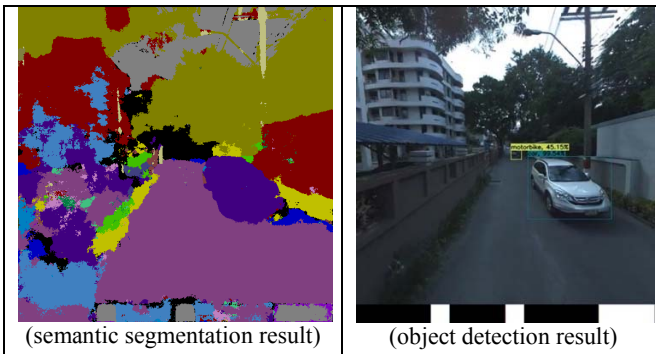 motorbike, 45.15%
(semantic segmentation result)
(object detection result)